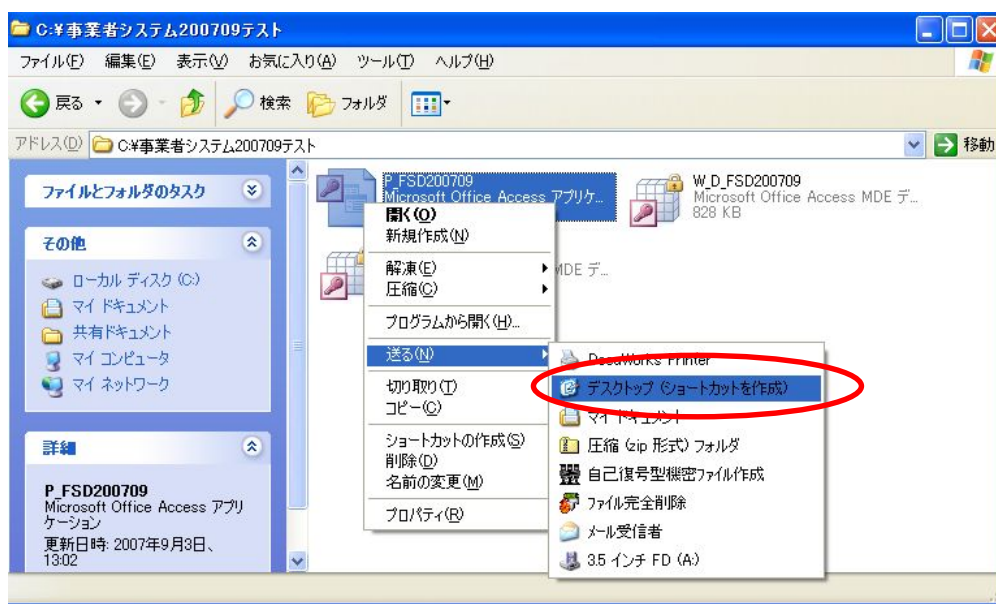 C:¥事業者システム200709テスト
ファイル(F) 編集(E) 表示(V) お気に入り(A) ツール(T) ヘルプ(H)
戻る 検索 フォルダ
アドレス(D) C:¥事業者システム200709テスト 移動
ファイルとフォルダのタスク
その他
ローカル ディスク (C:)
マイ ドキュメント
共有ドキュメント
マイ コンピュータ
マイ ネットワーク
詳細
P_FSD200709
Microsoft Office Access アプリ
ケーション
更新日時: 2007年9月3日、
13:02
P_FSD200709
Microsoft Office Access アプリケ...
W_D_FSD200709
Microsoft Office Access MDE デ...
828 KB
MDE デ...
開く(O)
新規作成(N)
解凍(E)
圧縮(C)
プログラムから開く(H)...
送る(N)
切り取り(T)
コピー(C)
ショートカットの作成(S)
削除(D)
名前の変更(M)
プロパティ(R)
DocuWorks Printer
デスクトップ (ショートカットを作成)
マイ ドキュメント
圧縮 (zip 形式) フォルダ
自己復号型機密ファイル作成
ファイル完全削除
メール受信者
3.5 インチ FD (A:)